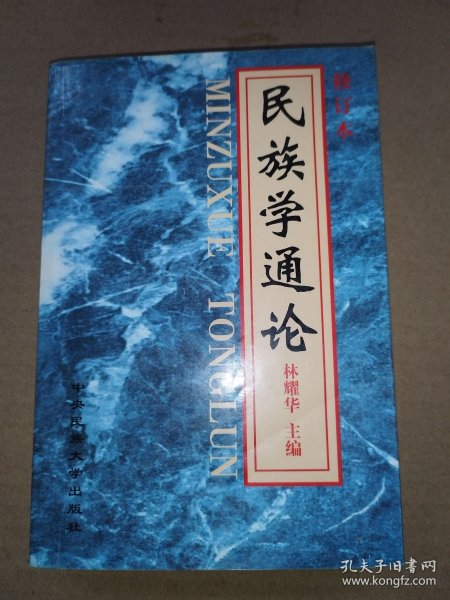 修订本
民族学通论
林耀华 主编
MINZUXUE TONGLUN
中央民族大学出版社
孔夫子旧书网
www.kongfz.com